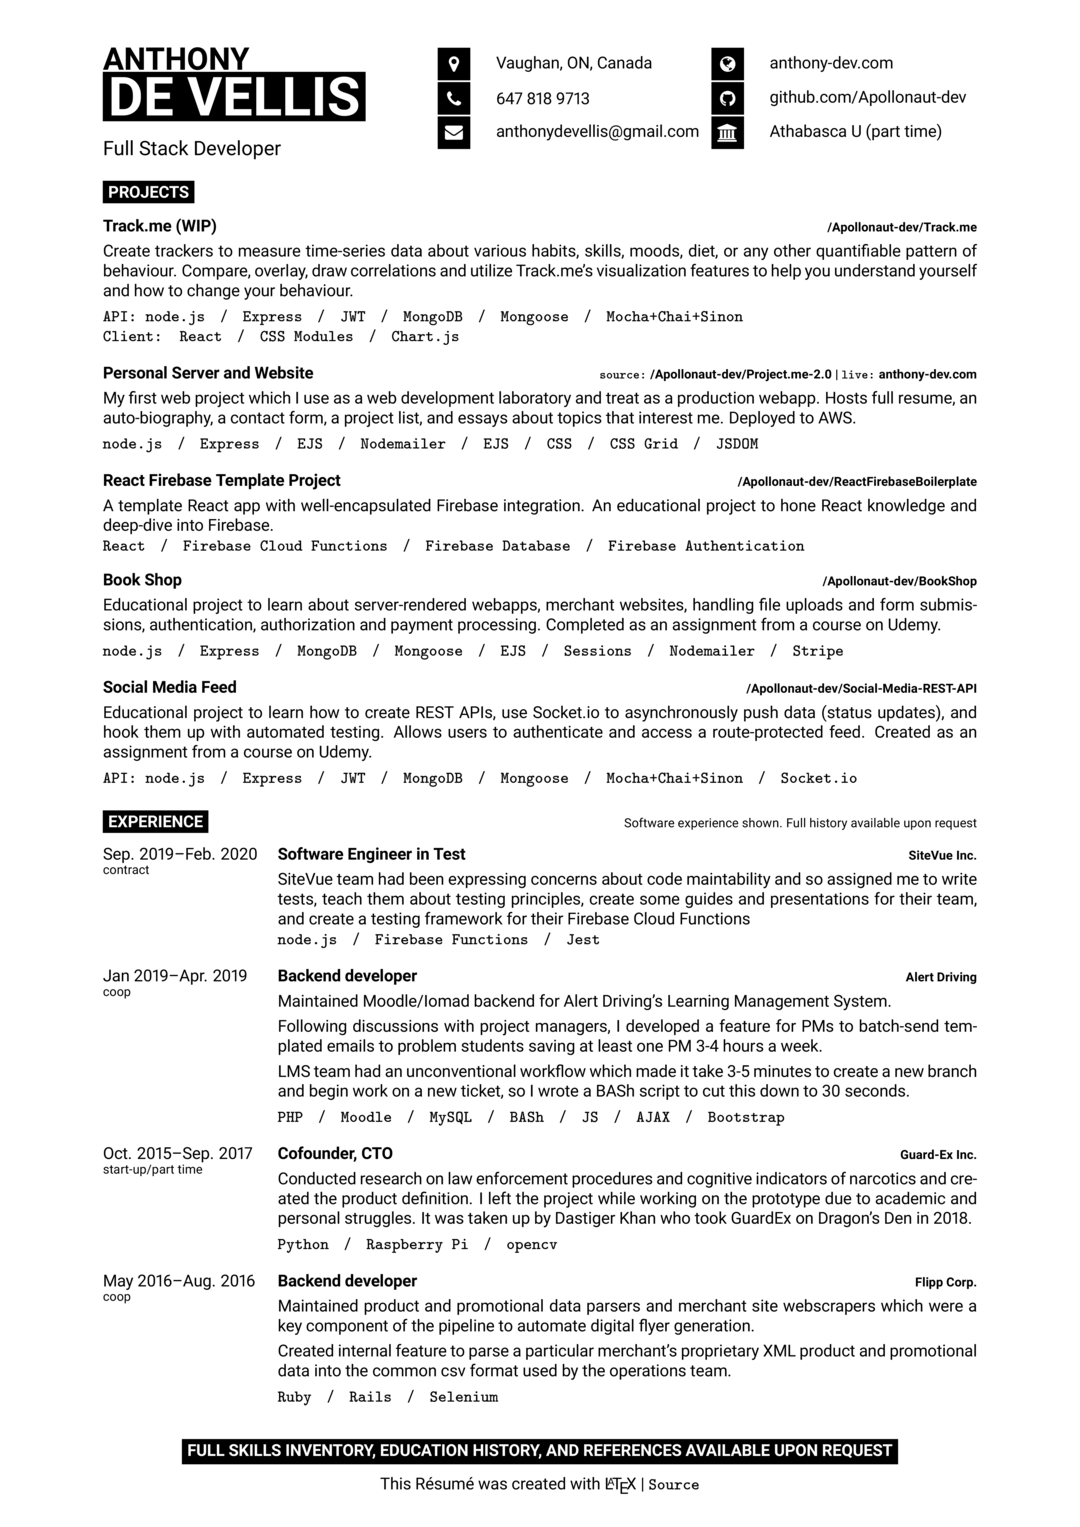 ANTHONY
DE VELLIS
Full Stack Developer
Vaughan, ON, Canada
647 818 9713
anthonydevellis@gmail.com
anthony-dev.com
github.com/Apollonaut-dev
Athabasca U (part time)
PROJECTS
Track.me (WIP) /Apollonaut-dev/Track.me
Create trackers to measure time-series data about various habits, skills, moods, diet, or any other quantifiable pattern of
behaviour. Compare, overlay, draw correlations and utilize Track.me's visualization features to help you understand yourself
and how to change your behaviour.
API: node.js / Express / JWT / MongoDB / Mongoose / Mocha+Chai+Sinon
Client: React / CSS Modules / Chart.js
Personal Server and Website source: /Apollonaut-dev/Project.me-2.0 | live: anthony-dev.com
My first web project which I use as a web development laboratory and treat as a production webapp. Hosts full resume, an
auto-biography, a contact form, a project list, and essays about topics that interest me. Deployed to AWS.
node.js / Express / EJS / Nodemailer / EJS / CSS / CSS Grid / JSDOM
React Firebase Template Project /Apollonaut-dev/ReactFirebaseBoilerplate
A template React app with well-encapsulated Firebase integration. An educational project to hone React knowledge and
deep-dive into Firebase.
React / Firebase Cloud Functions / Firebase Database / Firebase Authentication
Book Shop /Apollonaut-dev/BookShop
Educational project to learn about server-rendered webapps, merchant websites, handling file uploads and form submis-
sions, authentication, authorization and payment processing. Completed as an assignment from a course on Udemy.
node.js / Express / MongoDB / Mongoose / EJS / Sessions / Nodemailer / Stripe
Social Media Feed /Apollonaut-dev/Social-Media-REST-API
Educational project to learn how to create REST APIs, use Socket.io to asynchronously push data (status updates), and
hook them up with automated testing. Allows users to authenticate and access a route-protected feed. Created as an
assignment from a course on Udemy.
API: node.js / Express / JWT / MongoDB / Mongoose / Mocha+Chai+Sinon / Socket.io
EXPERIENCE Software experience shown. Full history available upon request
Sep. 2019–Feb. 2020 Software Engineer in Test SiteVue Inc.
contract
SiteVue team had been expressing concerns about code maintability and so assigned me to write
tests, teach them about testing principles, create some guides and presentations for their team,
and create a testing framework for their Firebase Cloud Functions
node.js / Firebase Functions / Jest
Jan 2019–Apr. 2019 Backend developer Alert Driving
coop
Maintained Moodle/Iomad backend for Alert Driving's Learning Management System.
Following discussions with project managers, I developed a feature for PMs to batch-send tem-
plated emails to problem students saving at least one PM 3-4 hours a week.
LMS team had an unconventional workflow which made it take 3-5 minutes to create a new branch
and begin work on a new ticket, so I wrote a BASh script to cut this down to 30 seconds.
PHP / Moodle / MySQL / BASh / JS / AJAX / Bootstrap
Oct. 2015–Sep. 2017 Cofounder, CTO Guard-Ex Inc.
start-up/part time
Conducted research on law enforcement procedures and cognitive indicators of narcotics and cre-
ated the product definition. I left the project while working on the prototype due to academic and
personal struggles. It was taken up by Dastiger Khan who took GuardEx on Dragon's Den in 2018.
Python / Raspberry Pi / opencv
May 2016–Aug. 2016 Backend developer Flipp Corp.
coop
Maintained product and promotional data parsers and merchant site webscrapers which were a
key component of the pipeline to automate digital flyer generation.
Created internal feature to parse a particular merchant's proprietary XML product and promotional
data into the common csv format used by the operations team.
Ruby / Rails / Selenium
FULL SKILLS INVENTORY, EDUCATION HISTORY, AND REFERENCES AVAILABLE UPON REQUEST
This Résumé was created with LATEX | Source